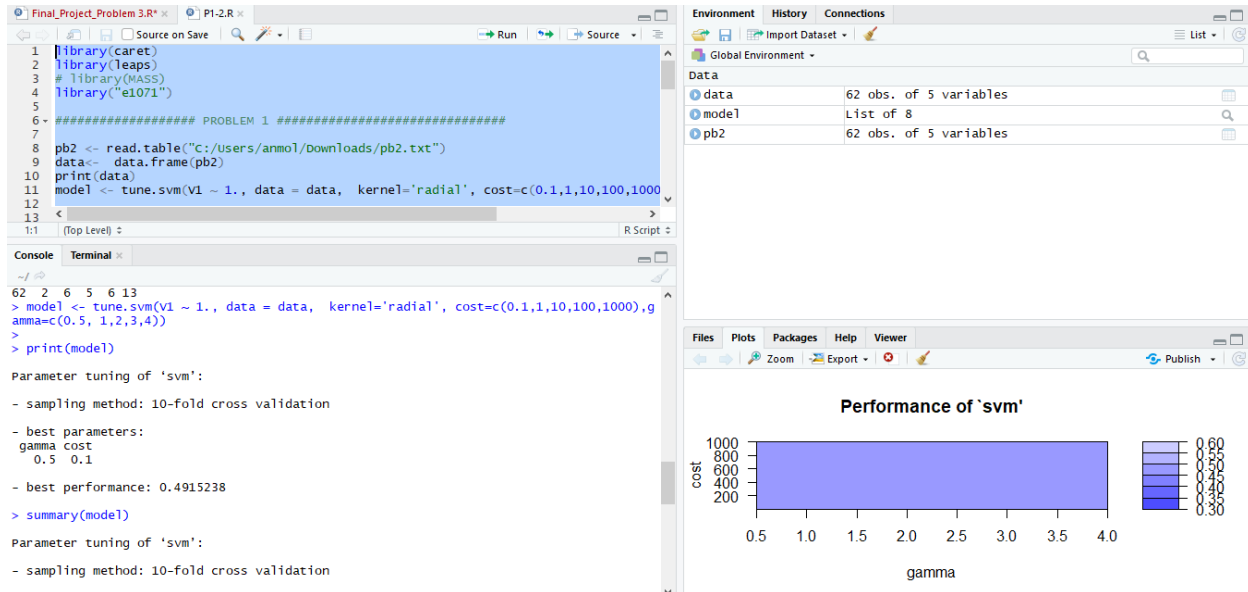 Final_Project_Problem 3.R* × P1-2.R ×
Source on Save Run Source
1 library(caret)
2 library(leaps)
3 # library(MASS)
4 library("e1071")
5
6 ################### PROBLEM 1 ###############################
7
8 pb2 <- read.table("C:/Users/anmol/Downloads/pb2.txt")
9 data<- data.frame(pb2)
10 print(data)
11 model <- tune.svm(V1 ~ 1., data = data, kernel='radial', cost=c(0.1,1,10,100,1000
12
13
1:1 (Top Level) R Script
Console Terminal ×
~/
62 2 6 5 6 13
> model <- tune.svm(V1 ~ 1., data = data, kernel='radial', cost=c(0.1,1,10,100,1000),g
amma=c(0.5, 1,2,3,4))
>
> print(model)
Parameter tuning of ‘svm’:
- sampling method: 10-fold cross validation
- best parameters:
gamma cost
0.5 0.1
- best performance: 0.4915238
> summary(model)
Parameter tuning of ‘svm’:
- sampling method: 10-fold cross validation
Environment History Connections
Import Dataset List
Global Environment
Data
data 62 obs. of 5 variables
model List of 8
pb2 62 obs. of 5 variables
Files Plots Packages Help Viewer
Zoom Export Publish
Performance of `svm'
cost
1000
800
600
400
200
0.5 1.0 1.5 2.0 2.5 3.0 3.5 4.0
gamma
0.60
0.55
0.50
0.45
0.40
0.35
0.30